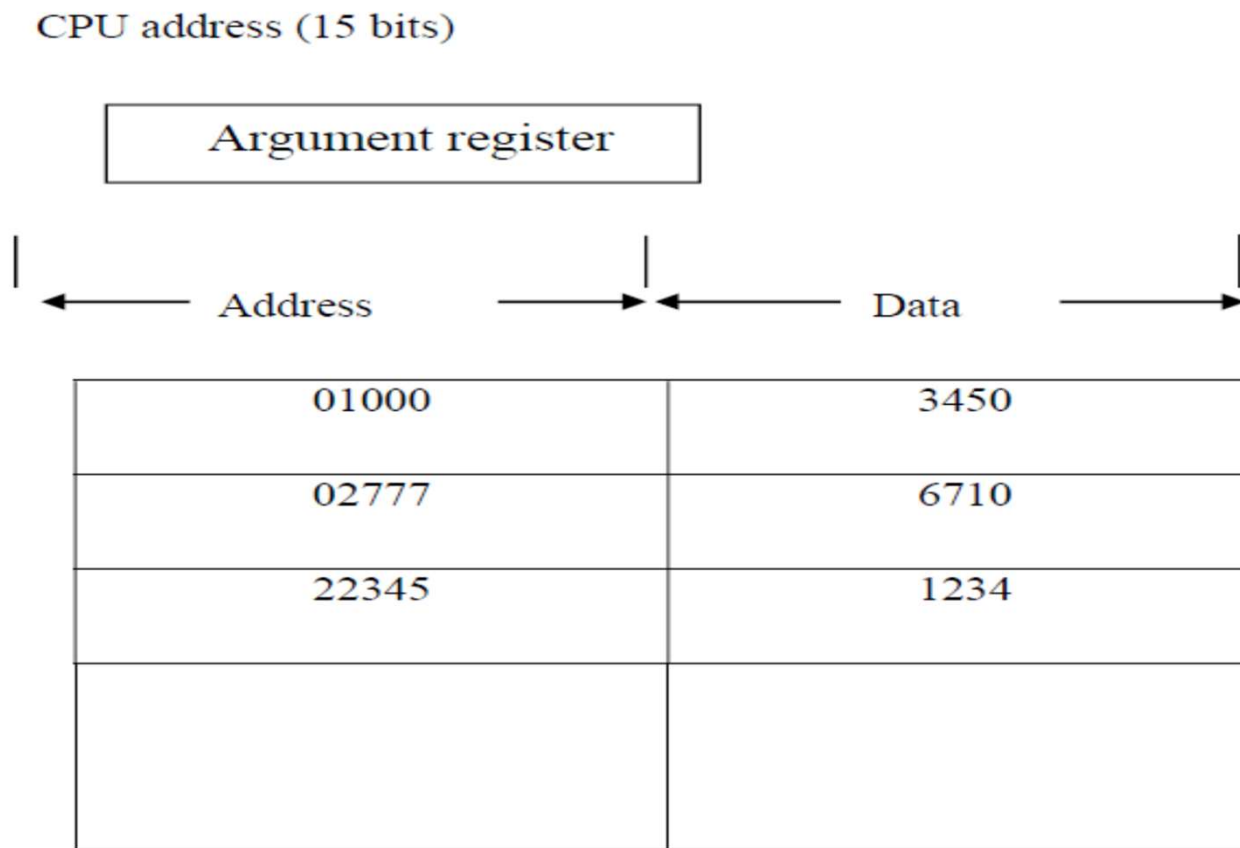 CPU address (15 bits)
Argument register
Address Data
01000 3450
02777 6710
22345 1234